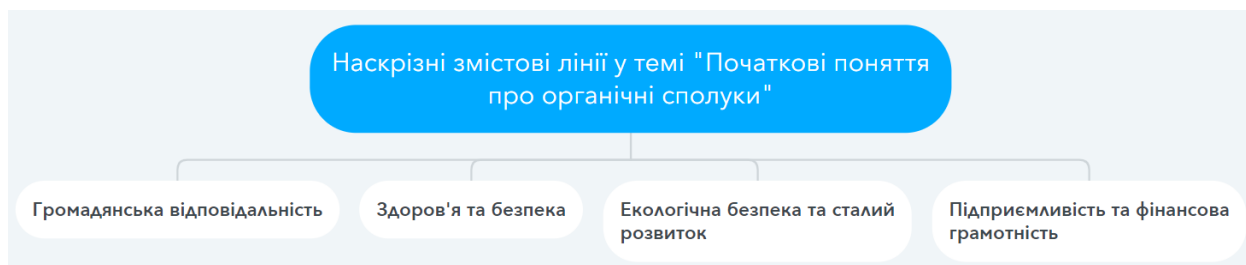 Наскрізні змістові лінії у темі "Початкові поняття
про органічні сполуки"
Громадянська відповідальність
Здоров'я та безпека
Екологічна безпека та сталий
розвиток
Підприємливість та фінансова
грамотність